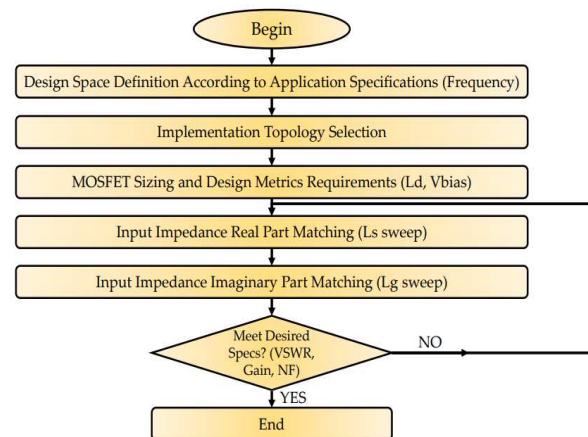 Begin
Design Space Definition According to Application Specifications (Frequency)
Implementation Topology Selection
MOSFET Sizing and Design Metrics Requirements (Ld, Vbias)
Input Impedance Real Part Matching (Ls sweep)
Input Impedance Imaginary Part Matching (Lg sweep)
Meet Desired
Specs? (VSWR,
Gain, NF)
NO
YES
End